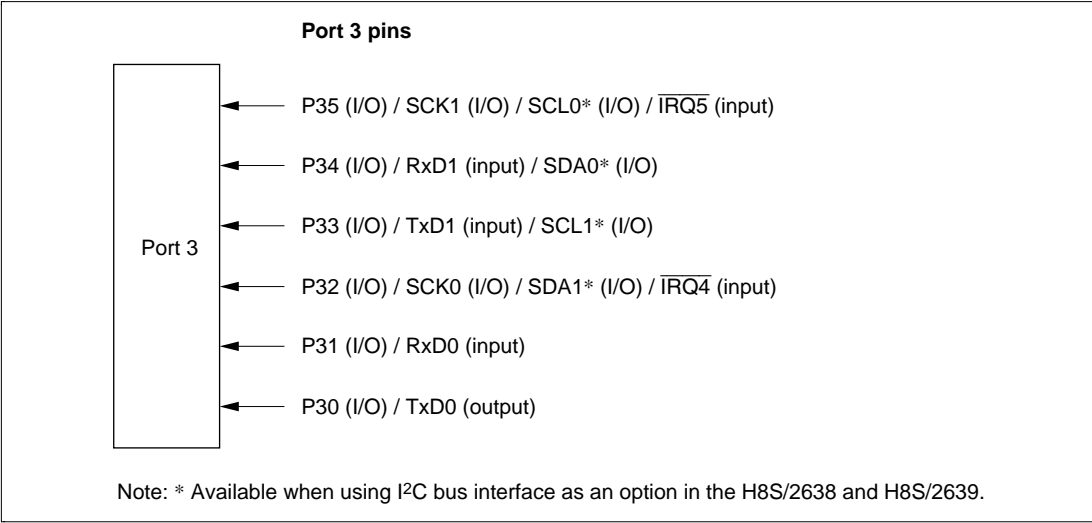 Port 3 pins
P35 (I/O) / SCK1 (I/O) / SCL0* (I/O) / I̅R̅Q̅5̅ (input)
P34 (I/O) / RxD1 (input) / SDA0* (I/O)
P33 (I/O) / TxD1 (input) / SCL1* (I/O)
Port 3
P32 (I/O) / SCK0 (I/O) / SDA1* (I/O) / I̅R̅Q̅4̅ (input)
P31 (I/O) / RxD0 (input)
P30 (I/O) / TxD0 (output)
Note: * Available when using I²C bus interface as an option in the H8S/2638 and H8S/2639.